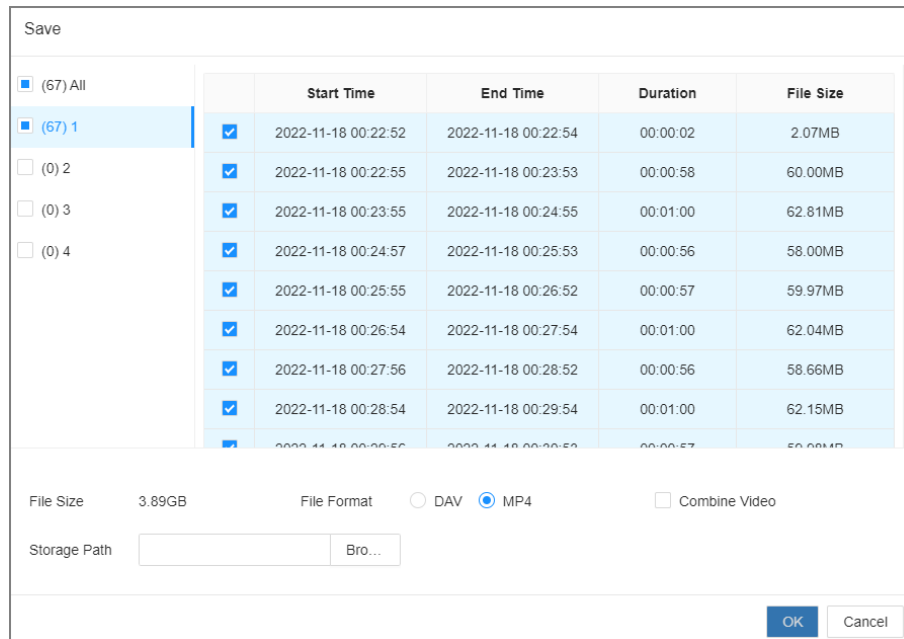 Save
(67) All
(67) 1
(0) 2
(0) 3
(0) 4
Start Time End Time Duration File Size
2022-11-18 00:22:52 2022-11-18 00:22:54 00:00:02 2.07MB
2022-11-18 00:22:55 2022-11-18 00:23:53 00:00:58 60.00MB
2022-11-18 00:23:55 2022-11-18 00:24:55 00:01:00 62.81MB
2022-11-18 00:24:57 2022-11-18 00:25:53 00:00:56 58.00MB
2022-11-18 00:25:55 2022-11-18 00:26:52 00:00:57 59.97MB
2022-11-18 00:26:54 2022-11-18 00:27:54 00:01:00 62.04MB
2022-11-18 00:27:56 2022-11-18 00:28:52 00:00:56 58.66MB
2022-11-18 00:28:54 2022-11-18 00:29:54 00:01:00 62.15MB
File Size 3.89GB File Format DAV MP4 Combine Video
Storage Path Bro...
OK Cancel